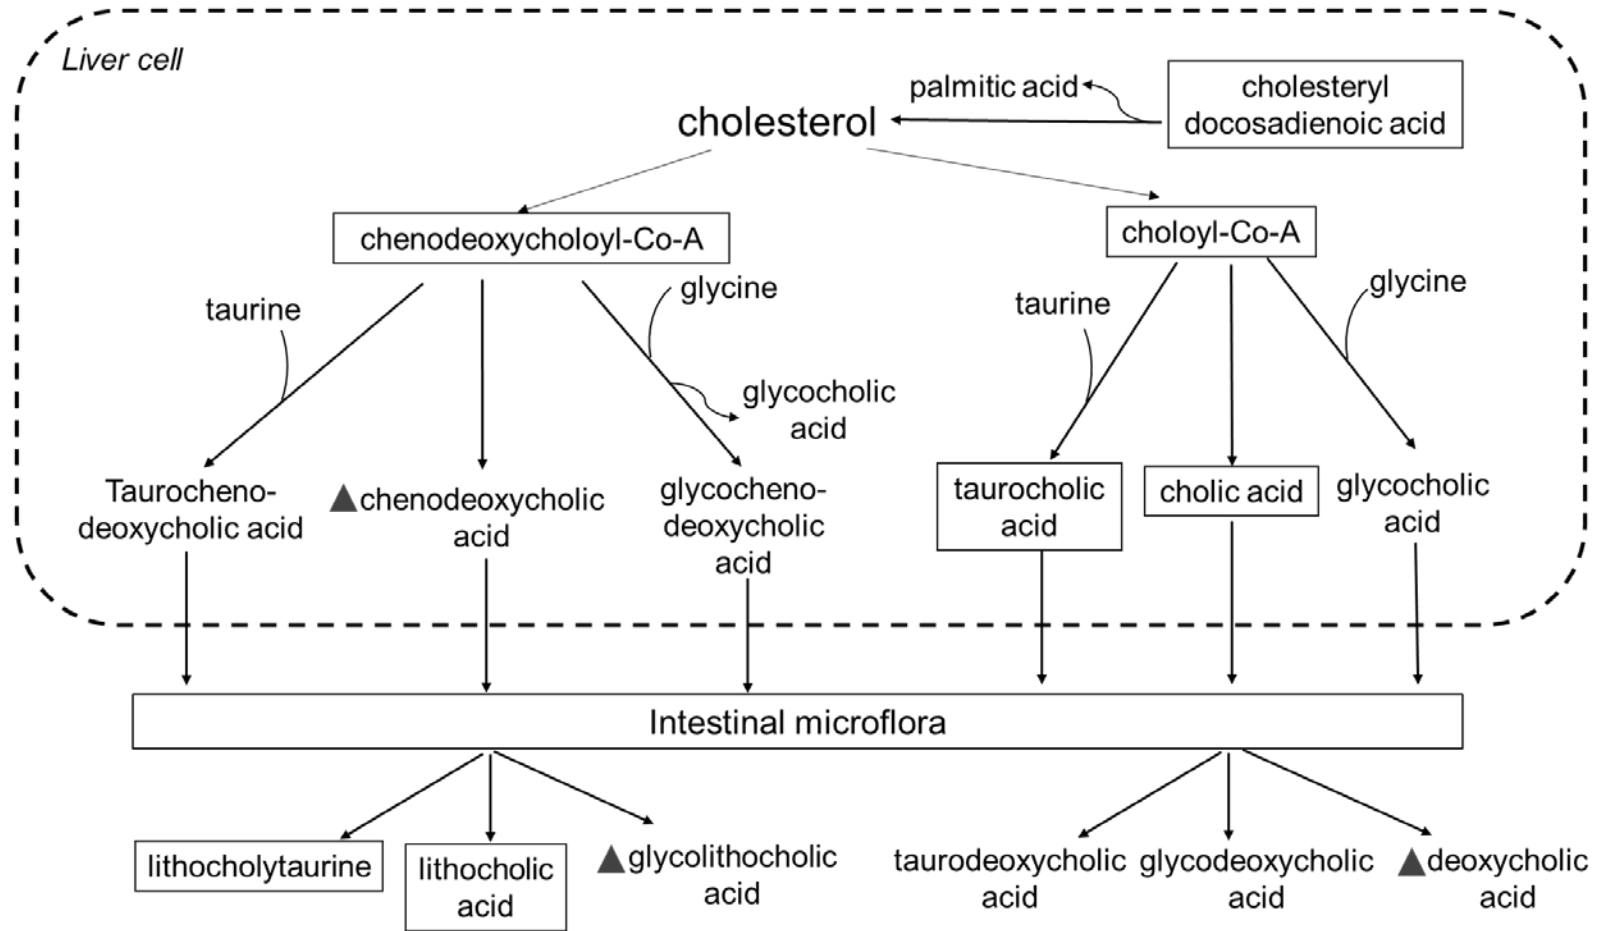 Liver cell
palmitic acid
cholesteryl
docosadienoic acid
cholesterol
chenodeoxycholoyl-Co-A
choloyl-Co-A
taurine
glycine
taurine
glycine
glycocholic
acid
Taurocheno-
deoxycholic acid
chenodeoxycholic
acid
glycocheno-
deoxycholic
acid
taurocholic
acid
cholic acid
glycocholic
acid
Intestinal microflora
lithocholytaurine
lithocholic
acid
glycolithocholic
acid
taurodeoxycholic
acid
glycodeoxycholic
acid
deoxycholic
acid